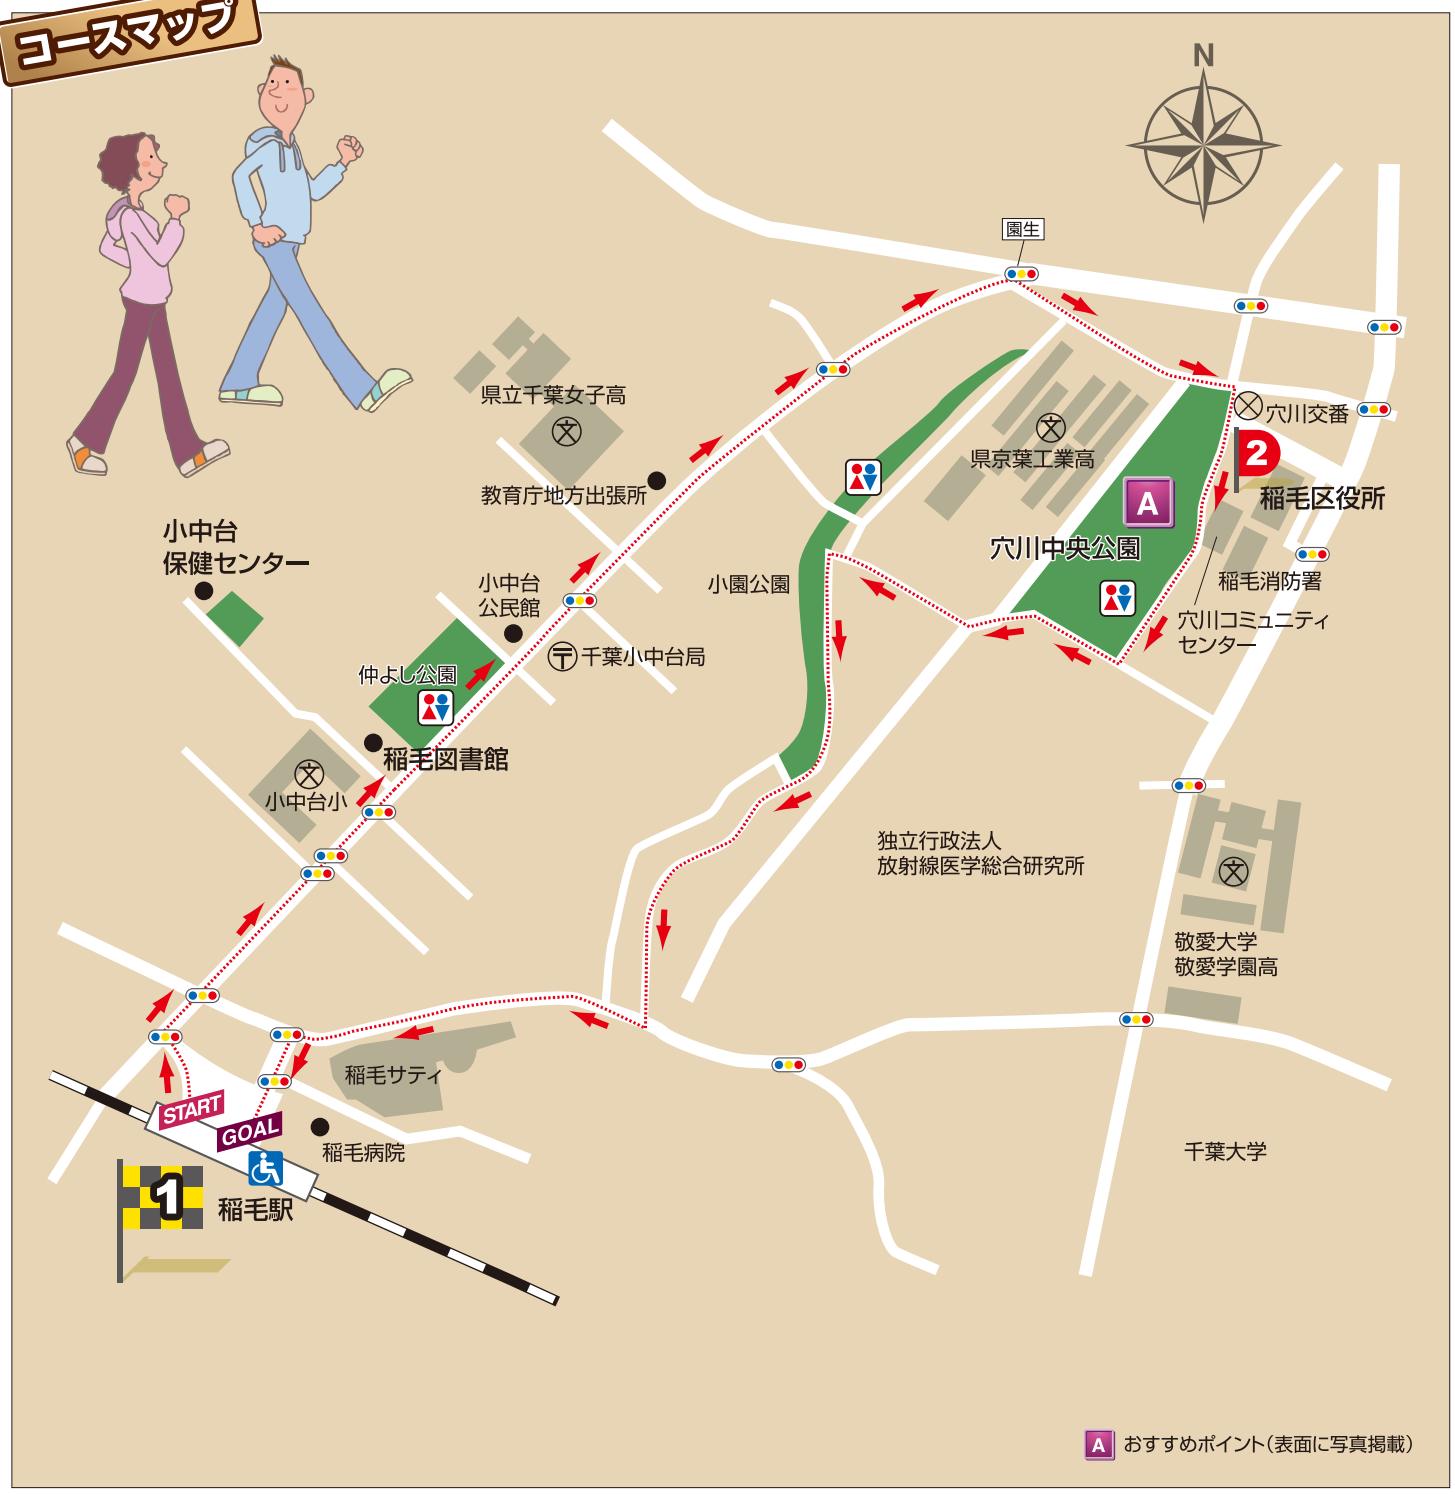 コースマップ
N
園生
県立千葉女子高
文
教育庁地方出張所
県京葉工業高
文
穴川交番
2
稲毛区役所
A
穴川中央公園
稲毛消防署
穴川コミュニティ
センター
小中台
保健センター
小中台
公民館
千葉小中台局
小園公園
仲よし公園
稲毛図書館
文
小中台小
独立行政法人
放射線医学総合研究所
文
敬愛大学
敬愛学園高
稲毛サティ
START
GOAL
稲毛病院
1
稲毛駅
千葉大学
A おすすめポイント(表面に写真掲載)